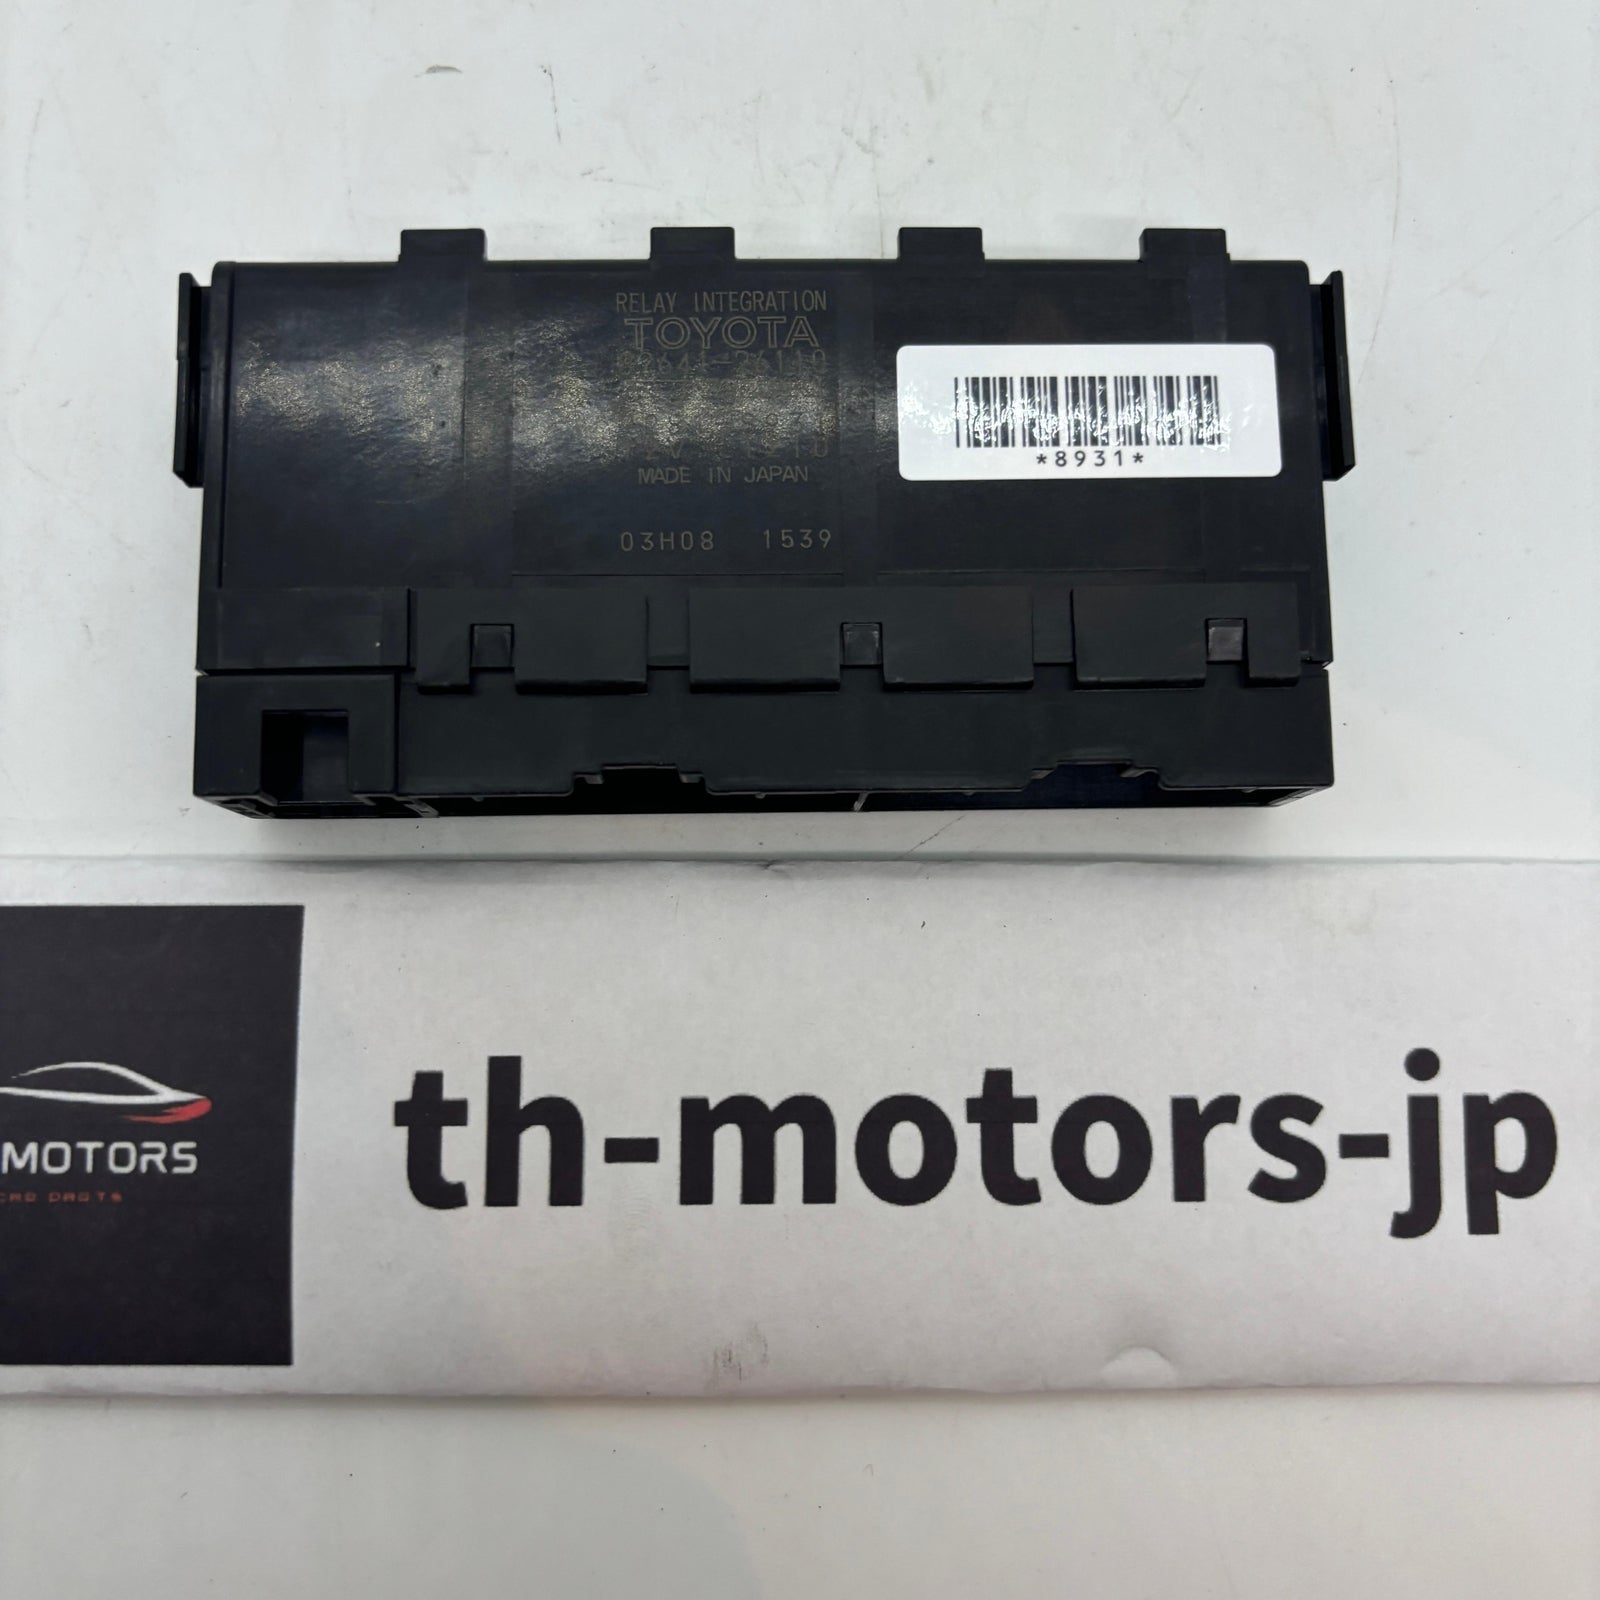 RELAY INTEGRATION
TOYOTA
MADE IN JAPAN
03H08 1539
*8931*
MOTORS
th-motors-jp